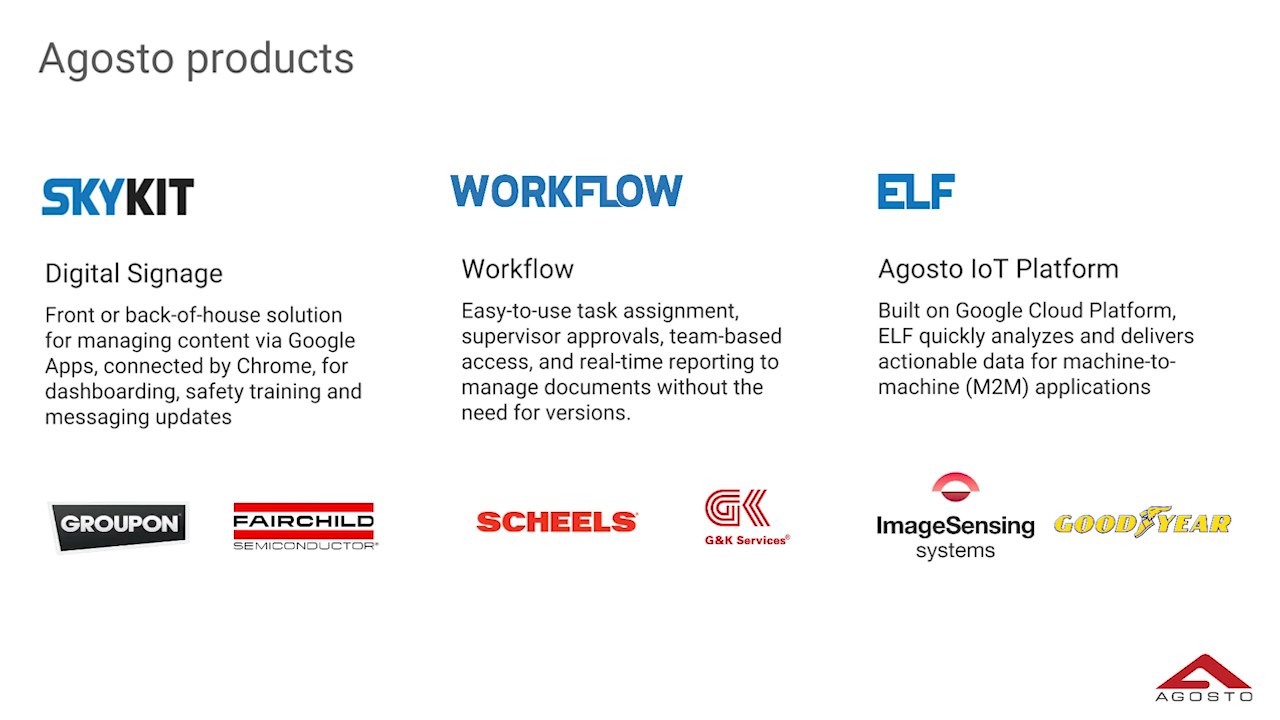 Agosto products
SKYKIT
Digital Signage
Front or back-of-house solution
for managing content via Google
Apps, connected by Chrome, for
dashboarding, safety training and
messaging updates
GROUPON
FAIRCHILD
SEMICONDUCTOR®
WORKFLOW
Workflow
Easy-to-use task assignment,
supervisor approvals, team-based
access, and real-time reporting to
manage documents without the
need for versions.
SCHEELS
GK
G&K Services®
ELF
Agosto IoT Platform
Built on Google Cloud Platform,
ELF quickly analyzes and delivers
actionable data for machine-to-
machine (M2M) applications
ImageSensing
systems
GOODYEAR
AGOSTO